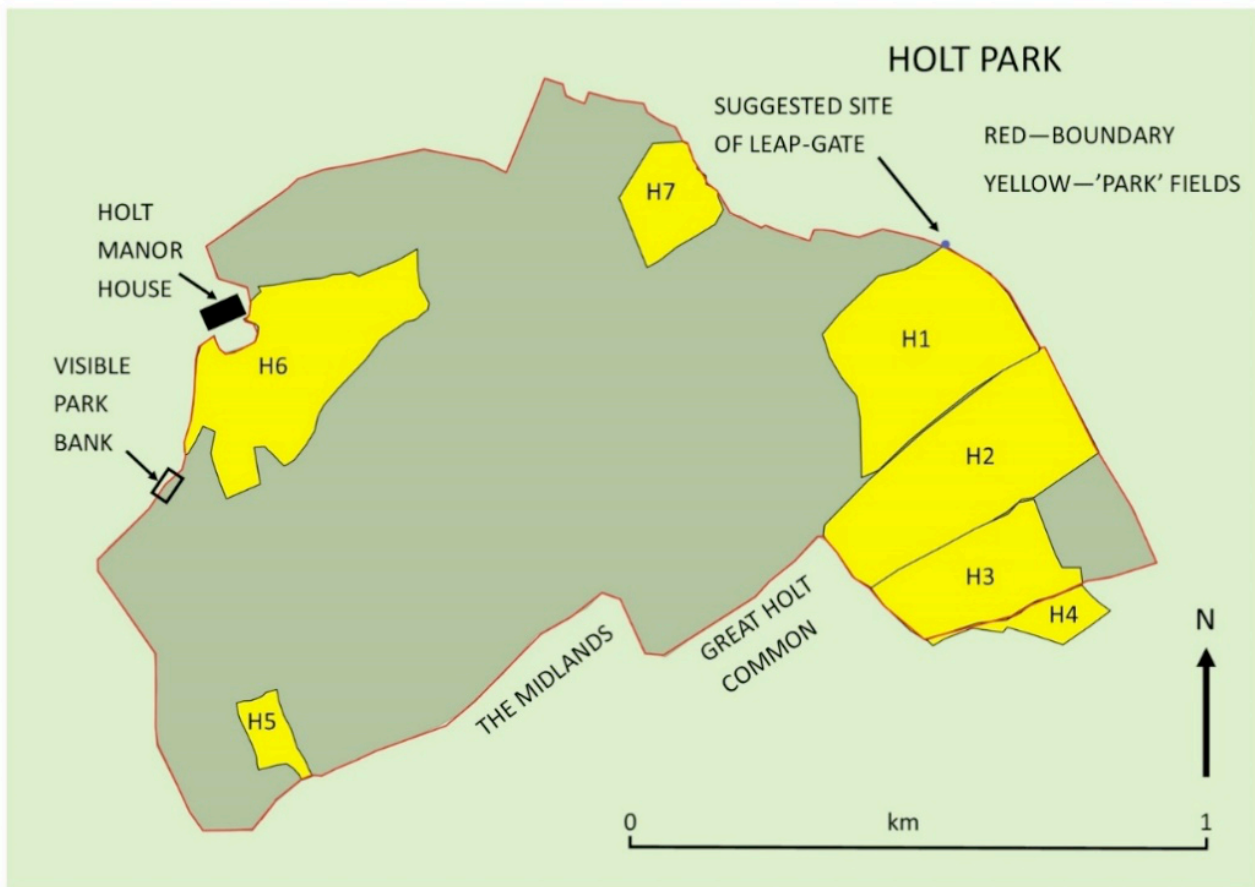 HOLT PARK
SUGGESTED SITE
OF LEAP-GATE
RED—BOUNDARY
YELLOW—'PARK' FIELDS
HOLT
MANOR
HOUSE
VISIBLE
PARK
BANK
H7
H1
H6
H2
H3
H4
H5
THE MIDLANDS
GREAT HOLT
COMMON
N
0 km 1